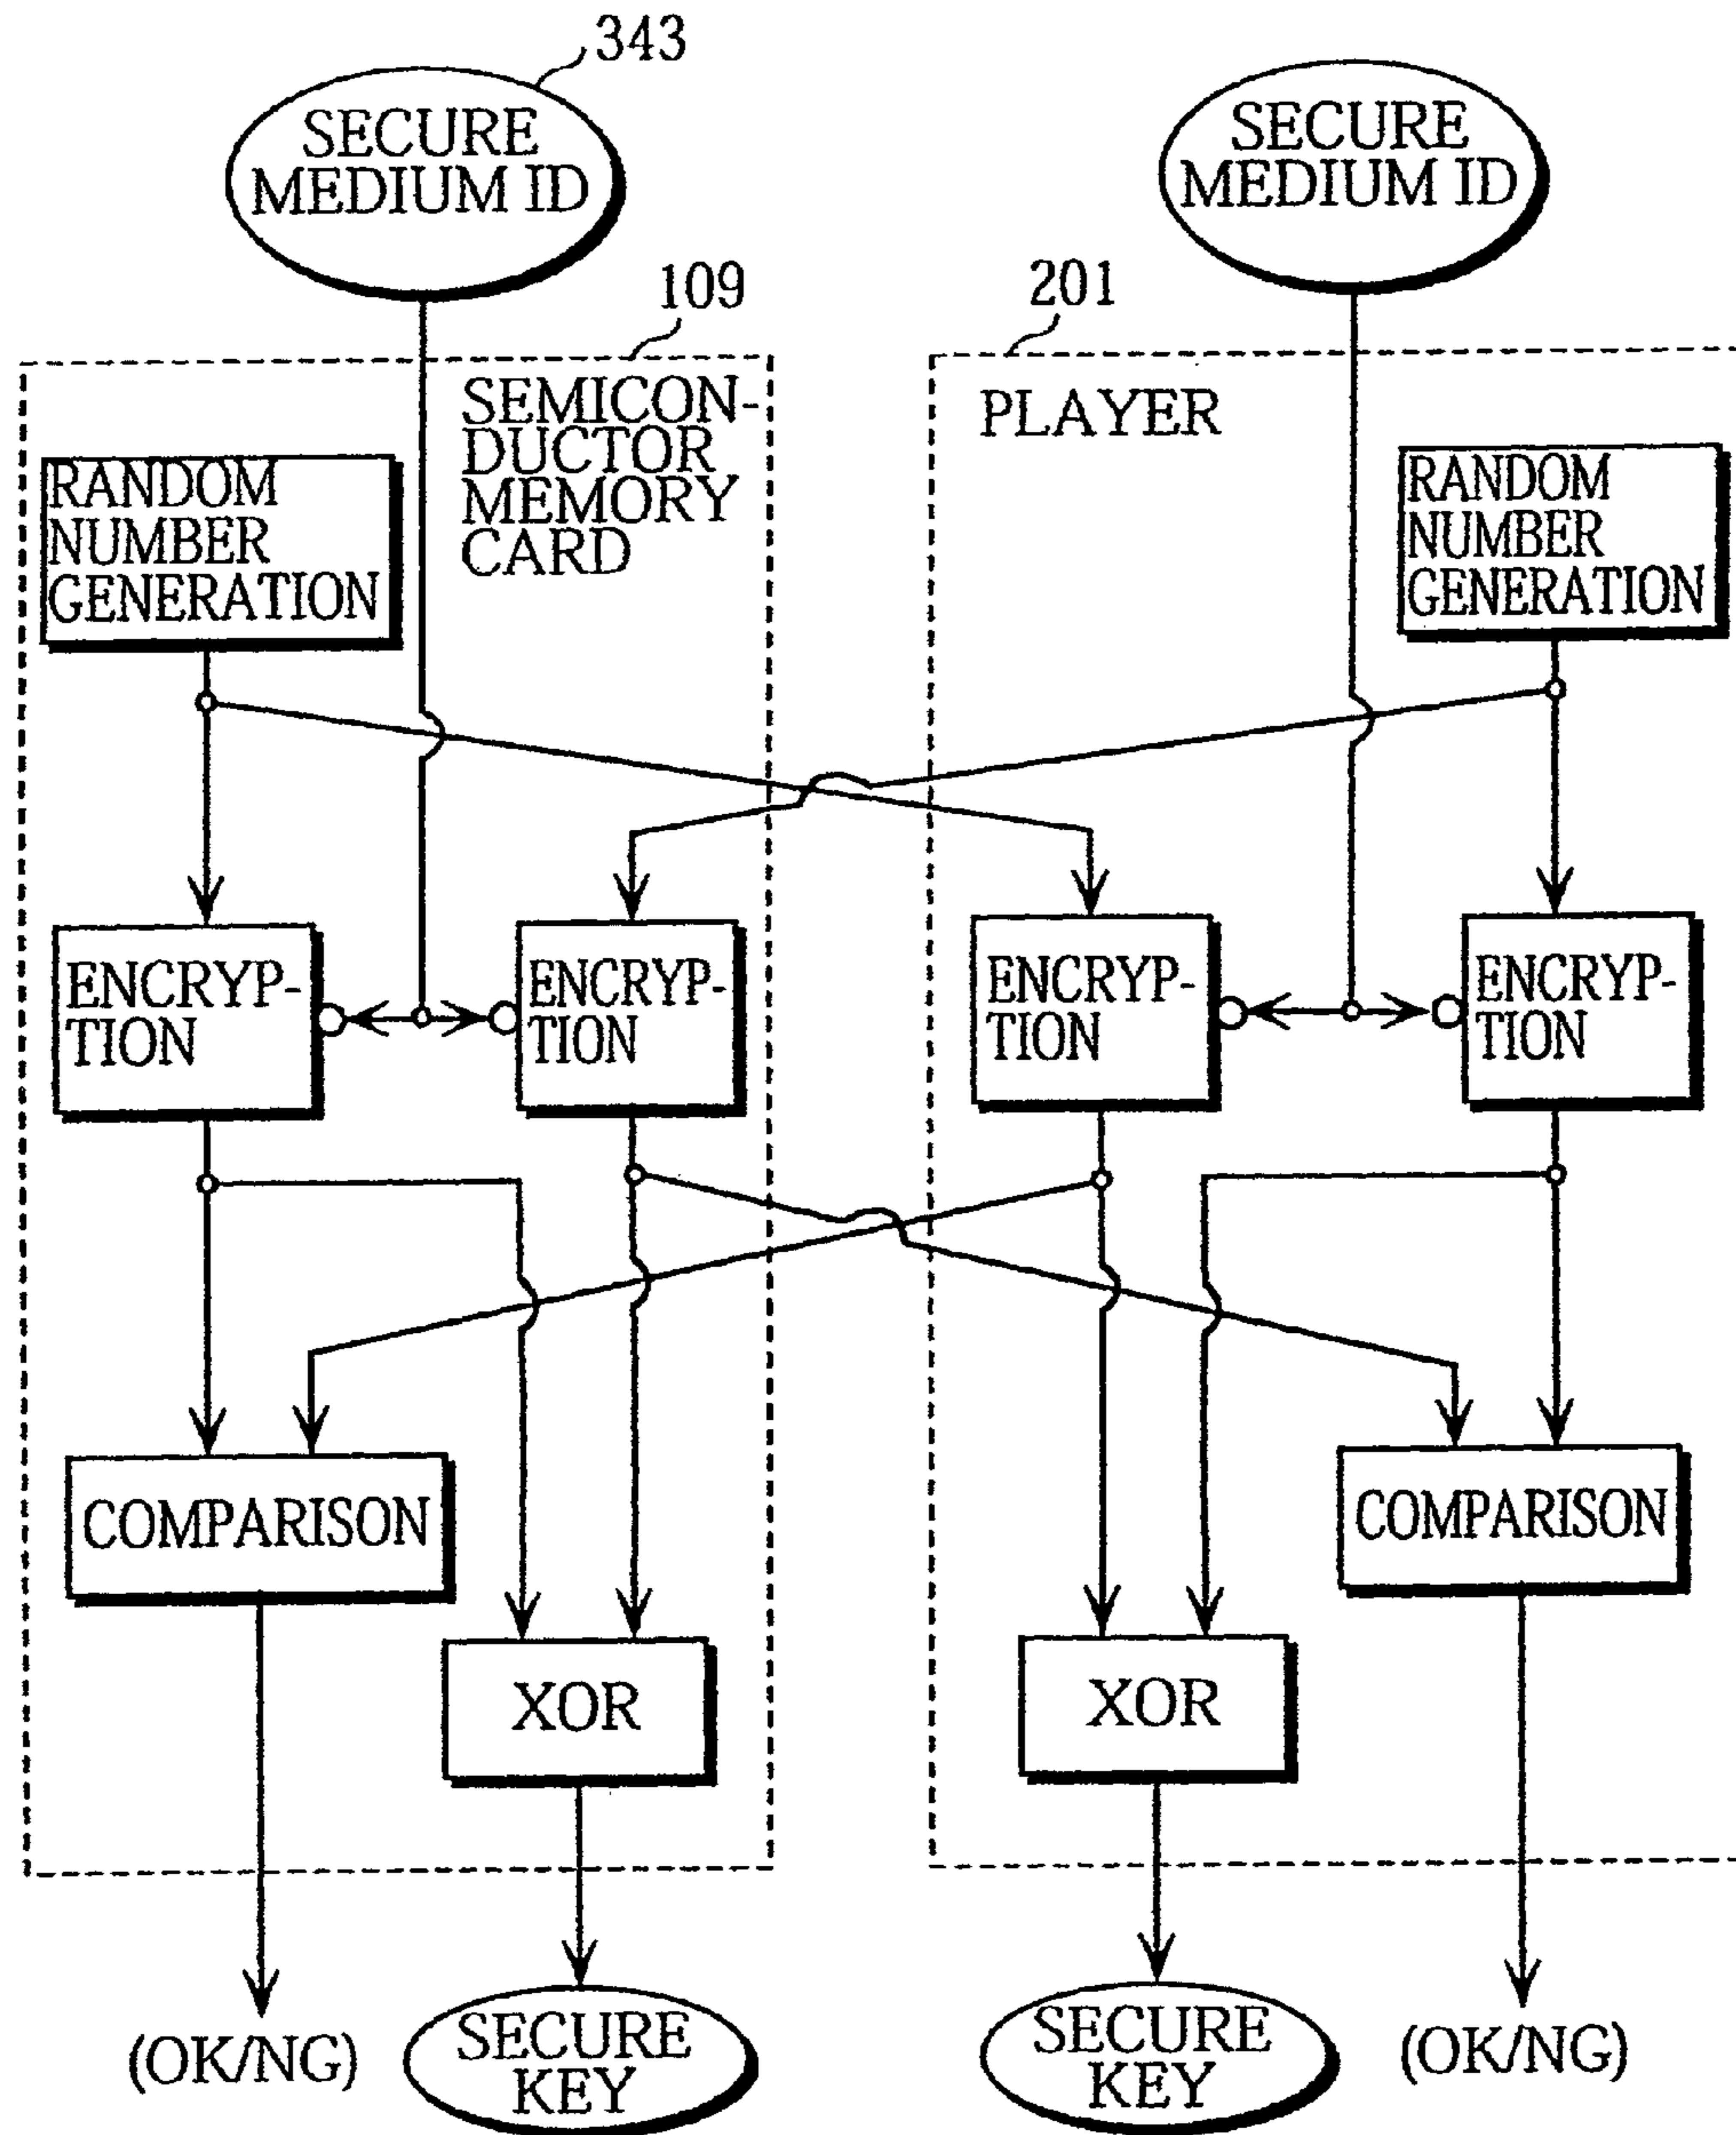 343
SECURE
MEDIUM ID
SECURE
MEDIUM ID
109
201
SEMICON-
DUCTOR
MEMORY
CARD
PLAYER
RANDOM
NUMBER
GENERATION
RANDOM
NUMBER
GENERATION
ENCRYP-
TION
ENCRYP-
TION
ENCRYP-
TION
ENCRYP-
TION
COMPARISON
COMPARISON
XOR
XOR
(OK/NG)
SECURE
KEY
SECURE
KEY
(OK/NG)